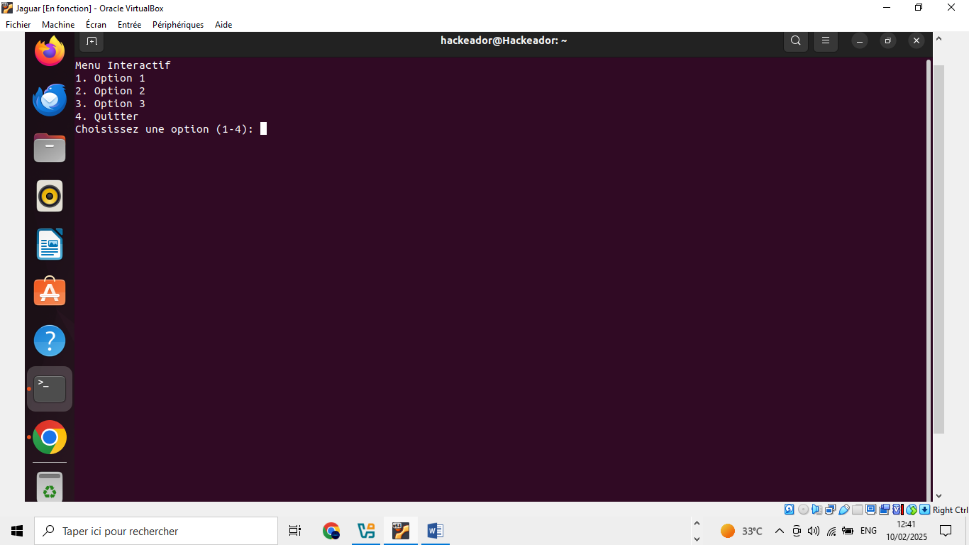 Jaguar [En fonction] - Oracle VirtualBox
Fichier Machine Écran Entrée Périphériques Aide
hackeador@Hackeador: ~
Menu Interactif
1. Option 1
2. Option 2
3. Option 3
4. Quitter
Choisissez une option (1-4):
Right Ctrl
Taper ici pour rechercher
33°C
ENG
12:41
10/02/2025